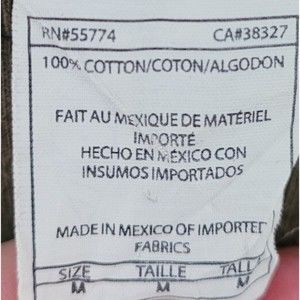 RN#55774 CA#38327
100% COTTON/COTON/ALGODON
FAIT AU MEXIQUE DE MATÉRIEL
IMPORTÉ
HECHO EN MÉXICO CON
INSUMOS IMPORTADOS
MADE IN MEXICO OF IMPORTED
FABRICS
SIZE TAILLE TALLA
M M M